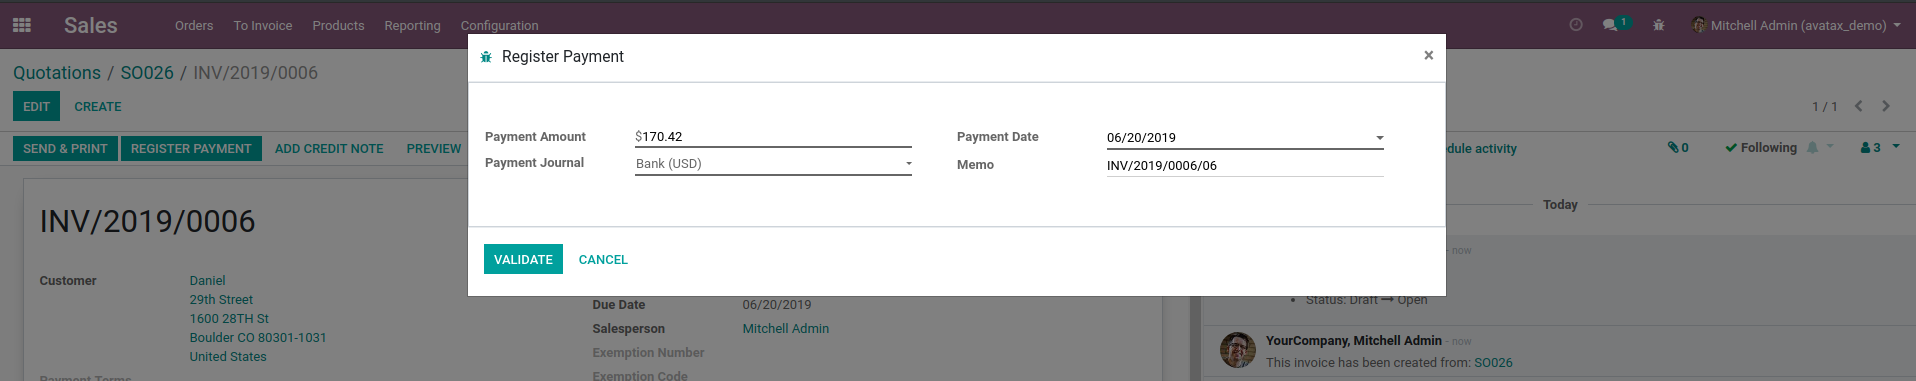 Sales Orders To Invoice Products Reporting Configuration 1 Mitchell Admin (avatax_demo)
Quotations / SO026 / INV/2019/0006
EDIT CREATE 1 / 1
SEND & PRINT REGISTER PAYMENT ADD CREDIT NOTE PREVIEW dule activity 0 Following 3
Register Payment ×
Payment Amount $170.42 Payment Date 06/20/2019
Payment Journal Bank (USD) Memo INV/2019/0006/06
VALIDATE CANCEL
INV/2019/0006
Customer Daniel
29th Street
1600 28TH St
Boulder CO 80301-1031
United States
Payment Terms
Due Date 06/20/2019
Salesperson Mitchell Admin
Exemption Number
Exemption Code
Today
- now
• Status: Draft → Open
YourCompany, Mitchell Admin - now
This invoice has been created from: SO026